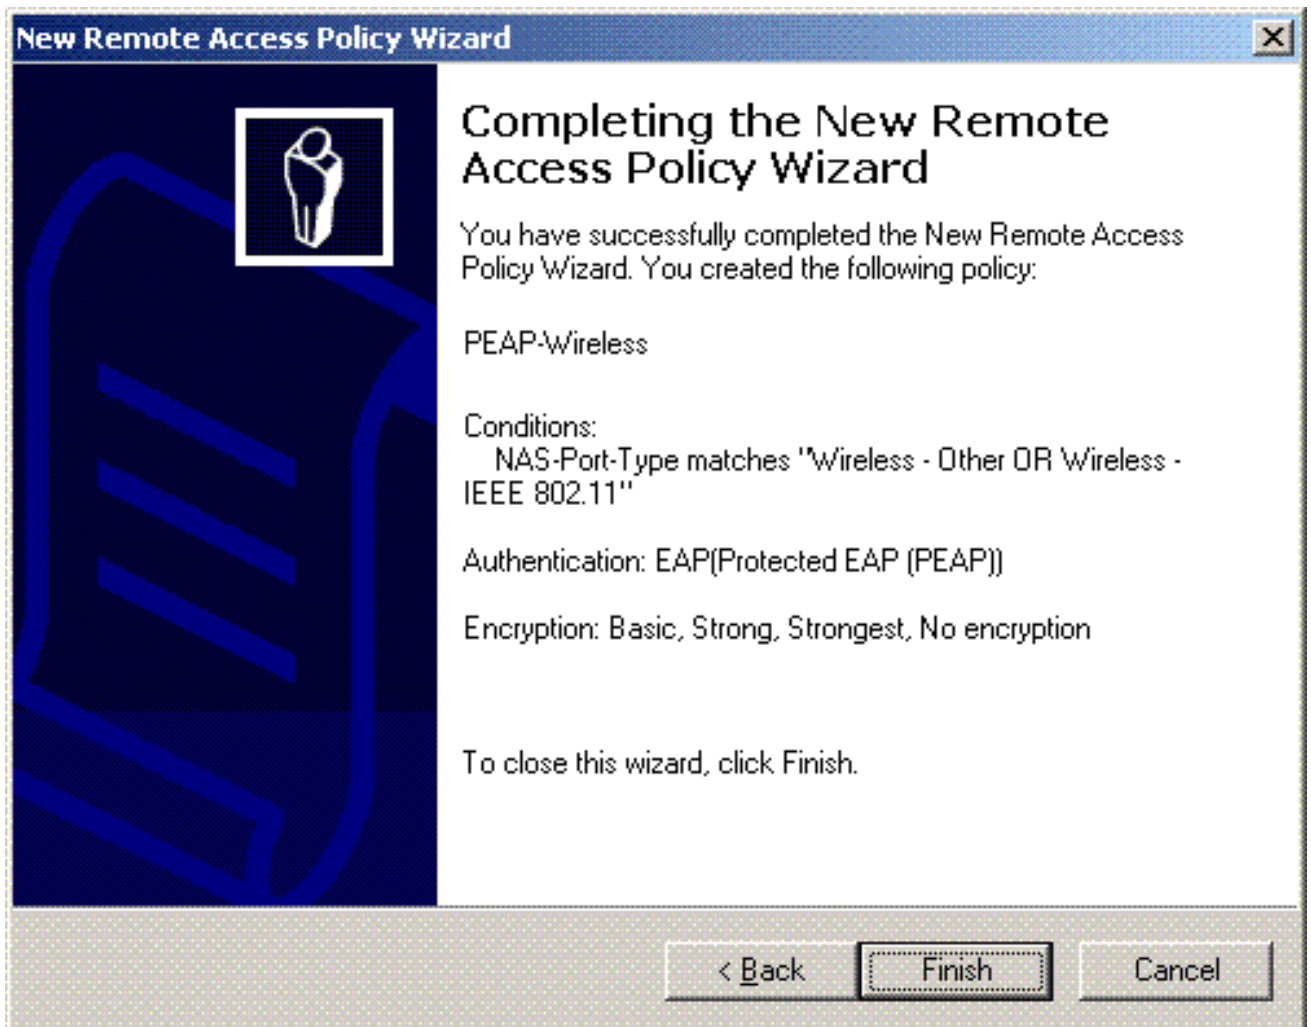 New Remote Access Policy Wizard
Completing the New Remote
Access Policy Wizard
You have successfully completed the New Remote Access
Policy Wizard. You created the following policy:
PEAP-Wireless
Conditions:
NAS-Port-Type matches "Wireless - Other OR Wireless -
IEEE 802.11"
Authentication: EAP(Protected EAP (PEAP))
Encryption: Basic, Strong, Strongest, No encryption
To close this wizard, click Finish.
< Back
Finish
Cancel